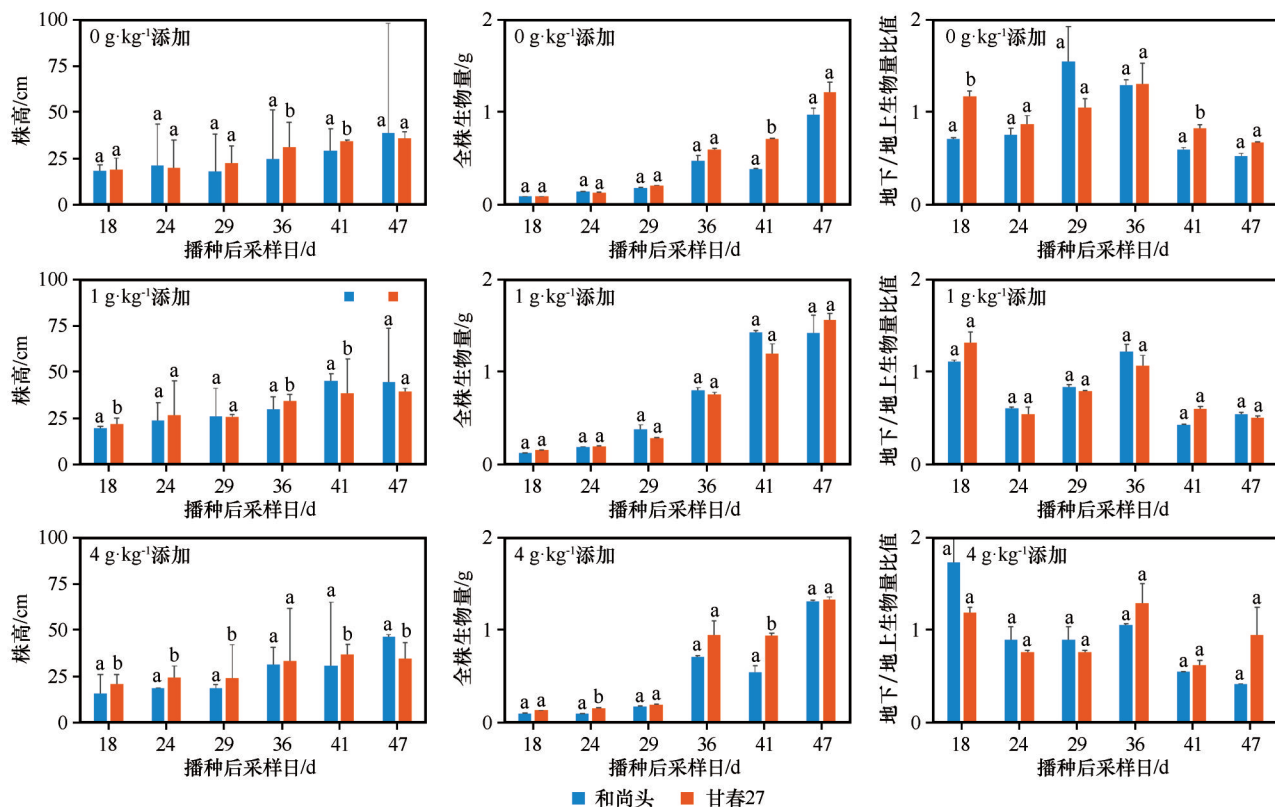 100
75
50
25
0
株高/cm
0 g·kg⁻¹添加
a a a a a a a b a b a a
18 24 29 36 41 47
播种后采样日/d
2
1
0
全株生物量/g
0 g·kg⁻¹添加
a a a a a a a a a b a a
18 24 29 36 41 47
播种后采样日/d
2
1
0
地下/地上生物量比值
0 g·kg⁻¹添加
a b a a a a a a a b a a
18 24 29 36 41 47
播种后采样日/d
100
75
50
25
0
株高/cm
1 g·kg⁻¹添加
a b a a a a a b a b a a
18 24 29 36 41 47
播种后采样日/d
2
1
0
全株生物量/g
1 g·kg⁻¹添加
a a a a a a a a a a a a
18 24 29 36 41 47
播种后采样日/d
2
1
0
地下/地上生物量比值
1 g·kg⁻¹添加
a a a a a a a a a a a a
18 24 29 36 41 47
播种后采样日/d
100
75
50
25
0
株高/cm
4 g·kg⁻¹添加
a b a b a b a a a b a b
18 24 29 36 41 47
播种后采样日/d
2
1
0
全株生物量/g
4 g·kg⁻¹添加
a a a b a a a a a b a a
18 24 29 36 41 47
播种后采样日/d
2
1
0
地下/地上生物量比值
4 g·kg⁻¹添加
a a a a a a a a a a a a
18 24 29 36 41 47
播种后采样日/d
和尚头 甘春27